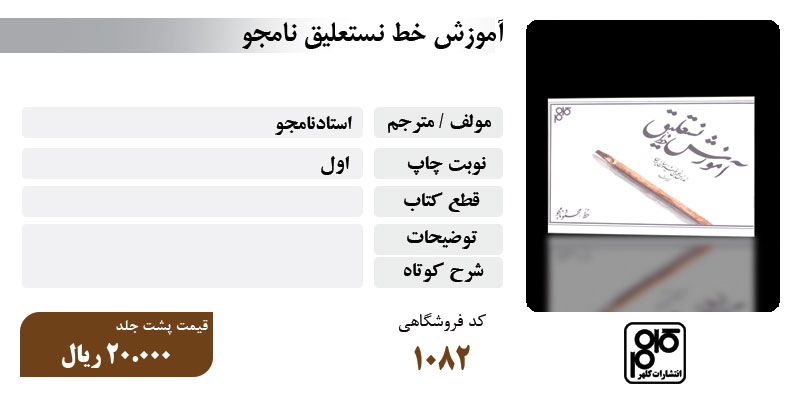 آموزش خط نستعلیق نامجو
مولف / مترجم
استادنامجو
نوبت چاپ
اول
قطع کتاب
توضیحات
شرح کوتاه
کد فروشگاهی
۱۰۸۲
قیمت پشت جلد
۲۰.۰۰۰ ریال
آموزش خط نستعلیق
انتشارات کلهر